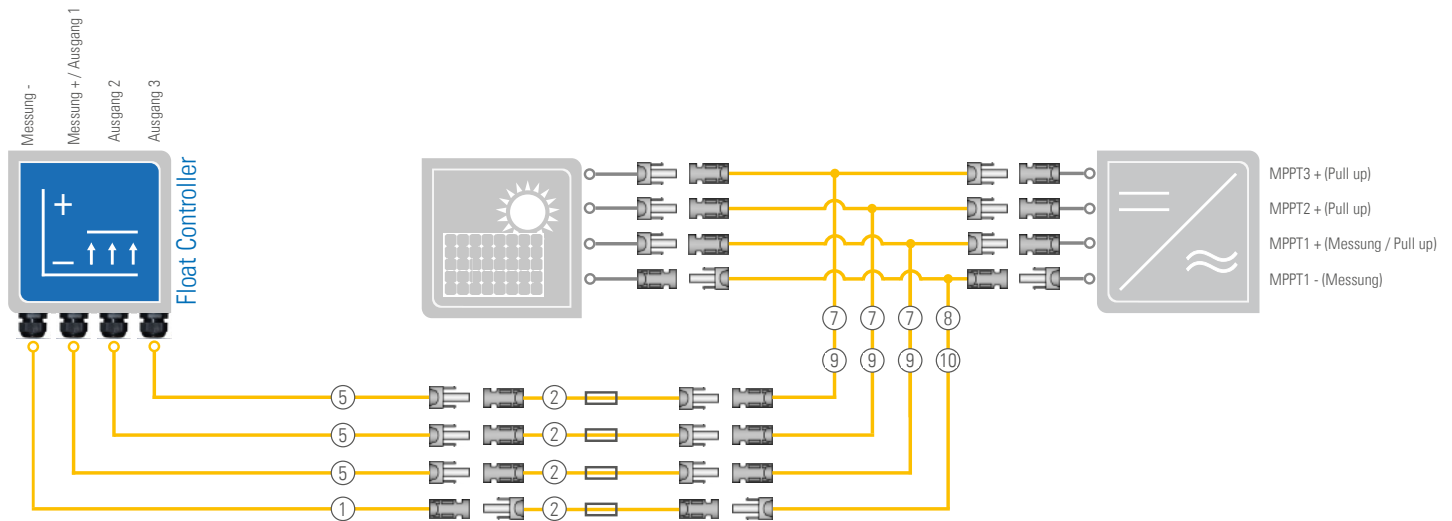 Messung -
Messung + / Ausgang 1
Ausgang 2
Ausgang 3
Float Controller
+
−
MPPT3 + (Pull up)
MPPT2 + (Pull up)
MPPT1 + (Messung / Pull up)
MPPT1 - (Messung)
7 7 7 8
9 9 9 10
5 2
5 2
5 2
1 2